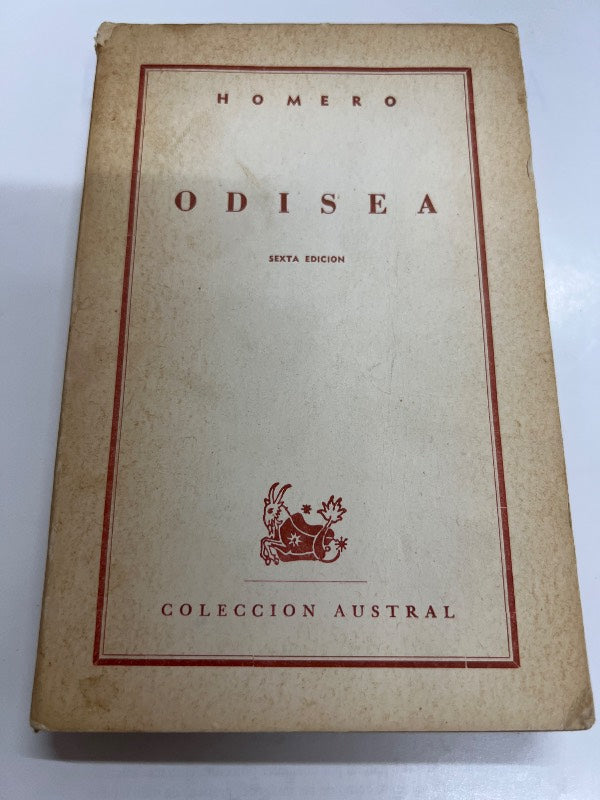 HOMERO
ODISEA
SEXTA EDICION
COLECCION AUSTRAL